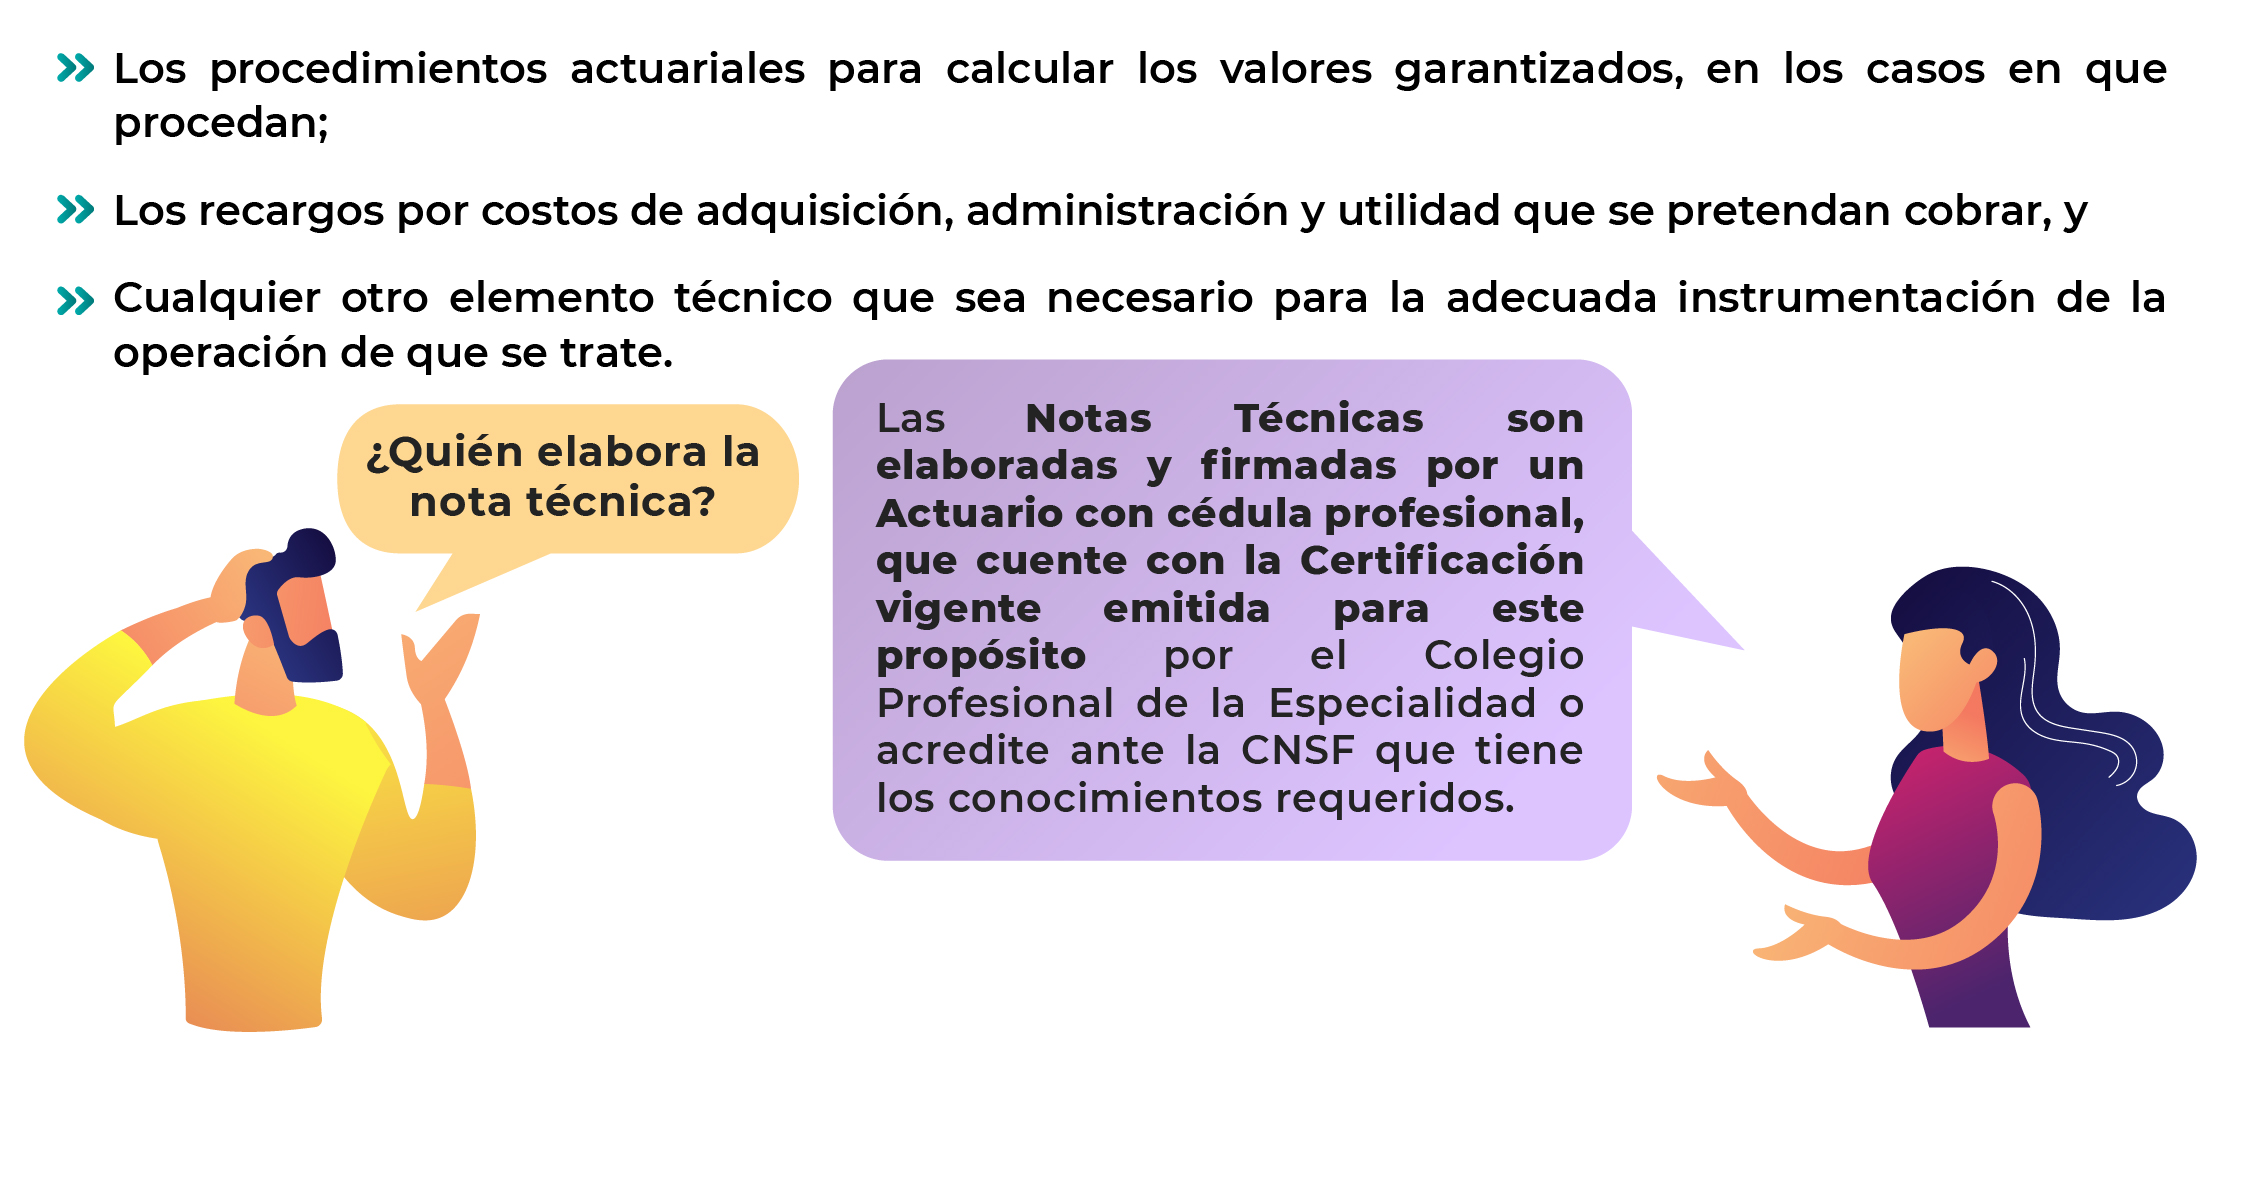 Los procedimientos actuariales para calcular los valores garantizados, en los casos en que
procedan;
Los recargos por costos de adquisición, administración y utilidad que se pretendan cobrar, y
Cualquier otro elemento técnico que sea necesario para la adecuada instrumentación de la
operación de que se trate.
¿Quién elabora la
nota técnica?
Las Notas Técnicas son
elaboradas y firmadas por un
Actuario con cédula profesional,
que cuente con la Certificación
vigente emitida para este
propósito por el Colegio
Profesional de la Especialidad o
acredite ante la CNSF que tiene
los conocimientos requeridos.